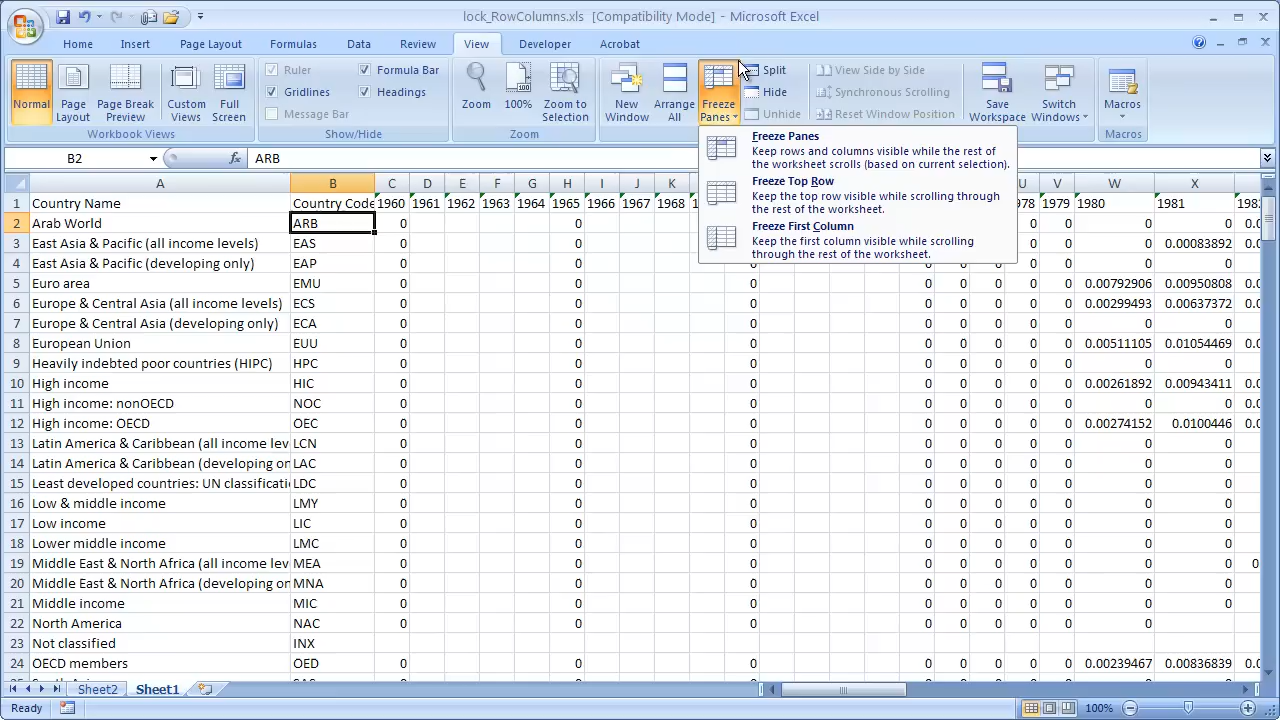 lock_RowColumns.xls [Compatibility Mode] - Microsoft Excel
Home Insert Page Layout Formulas Data Review View Developer Acrobat
Normal Page Layout Page Break Preview Custom Views Full Screen
Workbook Views
Ruler Formula Bar
Gridlines Headings
Message Bar
Show/Hide
Zoom 100% Zoom to Selection
Zoom
New Window Arrange All Freeze Panes
Split
Hide
Unhide
View Side by Side
Synchronous Scrolling
Reset Window Position
Save Workspace Switch Windows
Macros
Macros
Freeze Panes
Keep rows and columns visible while the rest of
the worksheet scrolls (based on current selection).
Freeze Top Row
Keep the top row visible while scrolling through
the rest of the worksheet.
Freeze First Column
Keep the first column visible while scrolling
through the rest of the worksheet.
B2 ARB
A B C D E F G H I J K U V W X
1 Country Name Country Code 1960 1961 1962 1963 1964 1965 1966 1967 1968 978 1979 1980 1981
2 Arab World ARB 0 0 0 0
3 East Asia & Pacific (all income levels) EAS 0 0 0 0.00083892
4 East Asia & Pacific (developing only) EAP 0 0 0 0 0 0 0 0
5 Euro area EMU 0 0 0 0 0 0 0 0.00792906 0.00950808
6 Europe & Central Asia (all income levels) ECS 0 0 0 0 0 0 0 0.00299493 0.00637372
7 Europe & Central Asia (developing only) ECA 0 0 0 0 0 0 0 0 0
8 European Union EUU 0 0 0 0 0 0 0 0.00511105 0.01054469
9 Heavily indebted poor countries (HIPC) HPC 0 0 0 0 0 0 0 0 0
10 High income HIC 0 0 0 0 0 0 0 0.00261892 0.00943411
11 High income: nonOECD NOC 0 0 0 0 0 0 0 0 0
12 High income: OECD OEC 0 0 0 0 0 0 0 0.00274152 0.0100446
13 Latin America & Caribbean (all income lev LCN 0 0 0 0 0 0 0 0 0
14 Latin America & Caribbean (developing on LAC 0 0 0 0 0 0 0 0 0
15 Least developed countries: UN classificati LDC 0 0 0 0 0 0 0 0 0
16 Low & middle income LMY 0 0 0 0 0 0 0 0 0
17 Low income LIC 0 0 0 0 0 0 0 0 0
18 Lower middle income LMC 0 0 0 0 0 0 0 0 0
19 Middle East & North Africa (all income lev MEA 0 0 0 0 0 0 0 0 0 0
20 Middle East & North Africa (developing on MNA 0 0 0 0 0 0 0 0 0
21 Middle income MIC 0 0 0 0 0 0 0 0 0
22 North America NAC 0 0 0 0 0 0 0 0
23 Not classified INX
24 OECD members OED 0 0 0 0 0 0 0 0.00239467 0.00836839
Sheet2 Sheet1
Ready 100%